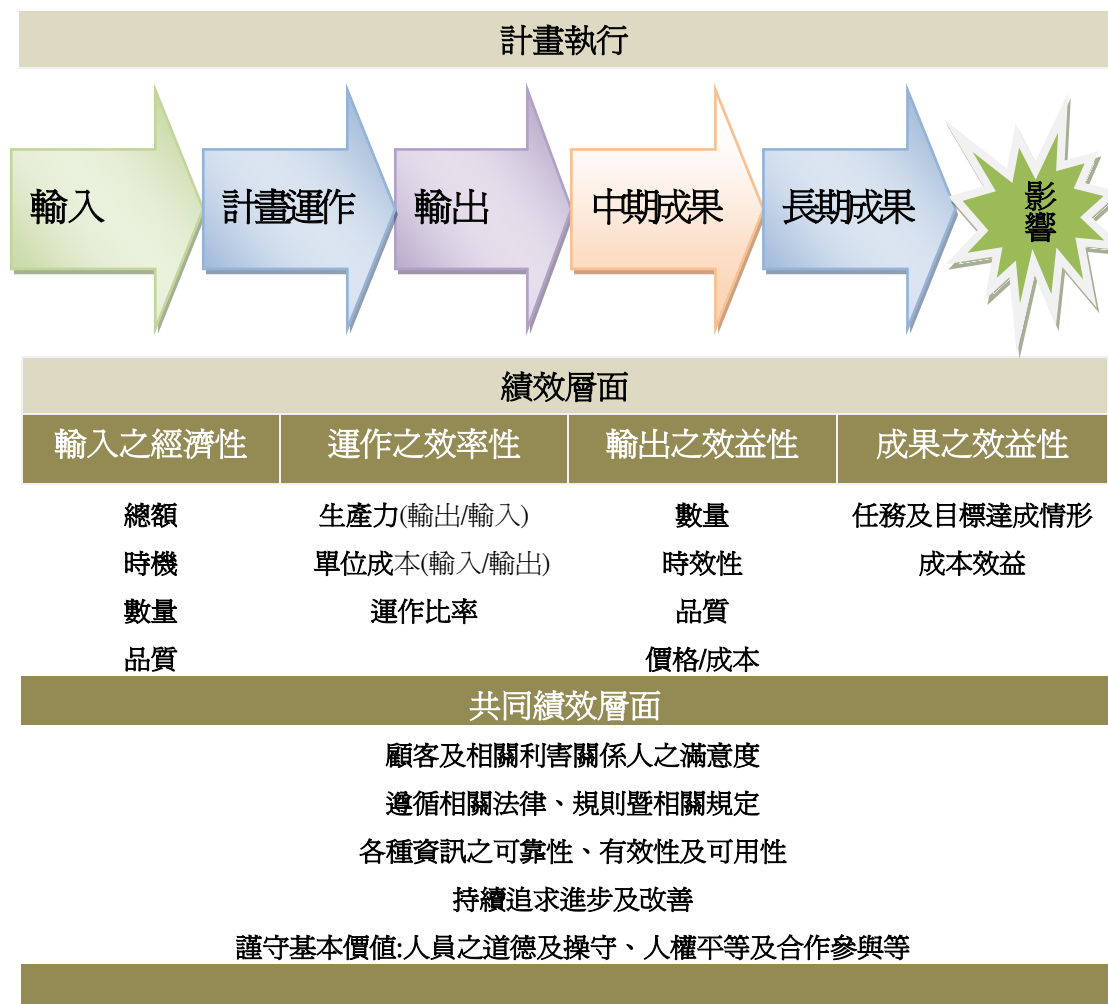 計畫執行
輸入
計畫運作
輸出
中期成果
長期成果
影響
績效層面
輸入之經濟性
運作之效率性
輸出之效益性
成果之效益性
總額
生產力(輸出/輸入)
數量
任務及目標達成情形
時機
單位成本(輸入/輸出)
時效性
成本效益
數量
運作比率
品質
品質
價格/成本
共同績效層面
顧客及相關利害關係人之滿意度
遵循相關法律、規則暨相關規定
各種資訊之可靠性、有效性及可用性
持續追求進步及改善
謹守基本價值:人員之道德及操守、人權平等及合作參與等